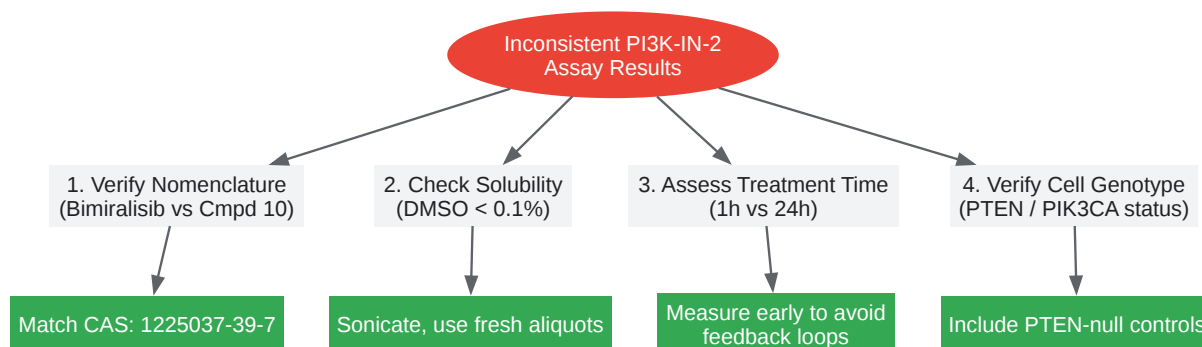 Inconsistent PI3K-IN-2
Assay Results
1. Verify Nomenclature
(Bimiralisib vs Cmpd 10)
2. Check Solubility
(DMSO < 0.1%)
3. Assess Treatment Time
(1h vs 24h)
4. Verify Cell Genotype
(PTEN / PIK3CA status)
Match CAS: 1225037-39-7
Sonicate, use fresh aliquots
Measure early to avoid
feedback loops
Include PTEN-null controls